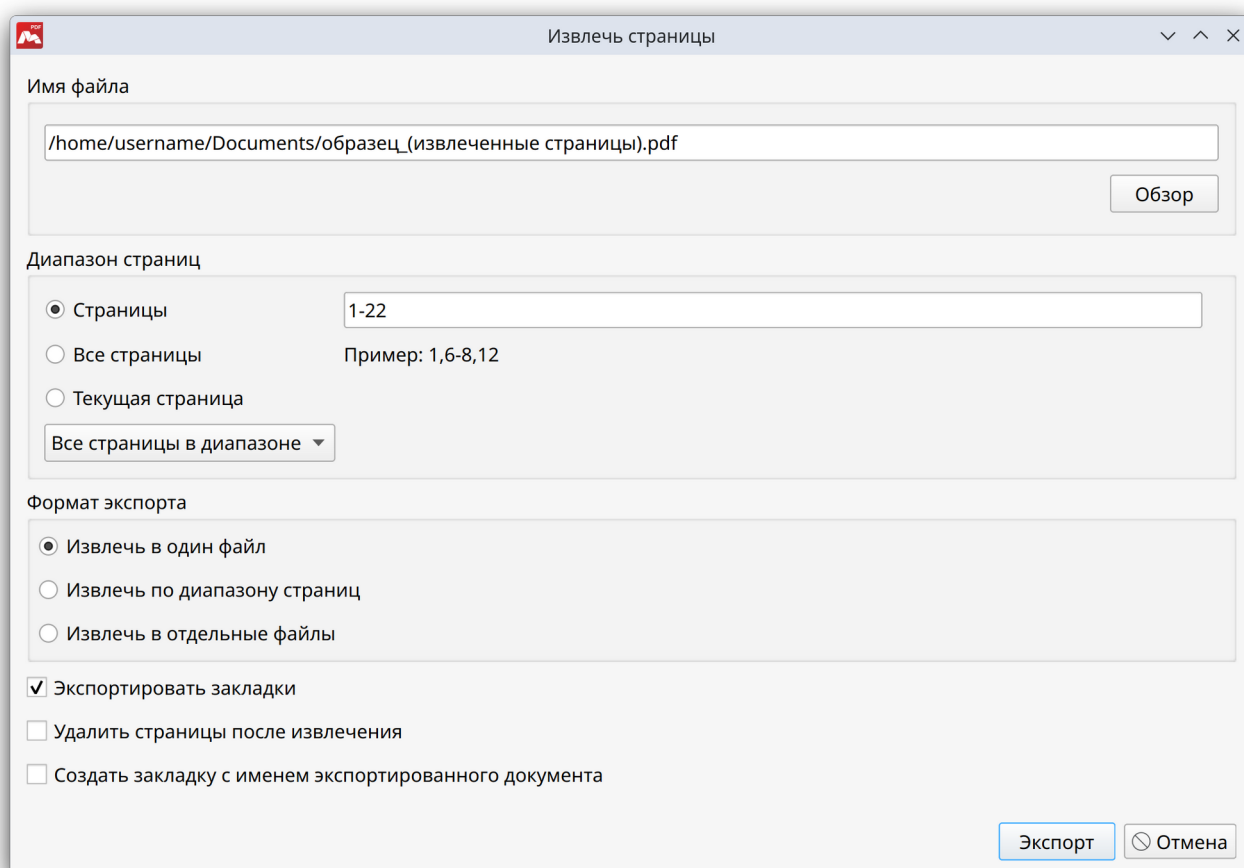 PDF
Извлечь страницы
Имя файла
/home/username/Documents/образец_(извлеченные страницы).pdf
Обзор
Диапазон страниц
Страницы 1-22
Все страницы Пример: 1,6-8,12
Текущая страница
Все страницы в диапазоне
Формат экспорта
Извлечь в один файл
Извлечь по диапазону страниц
Извлечь в отдельные файлы
Экспортировать закладки
Удалить страницы после извлечения
Создать закладку с именем экспортированного документа
Экспорт Отмена